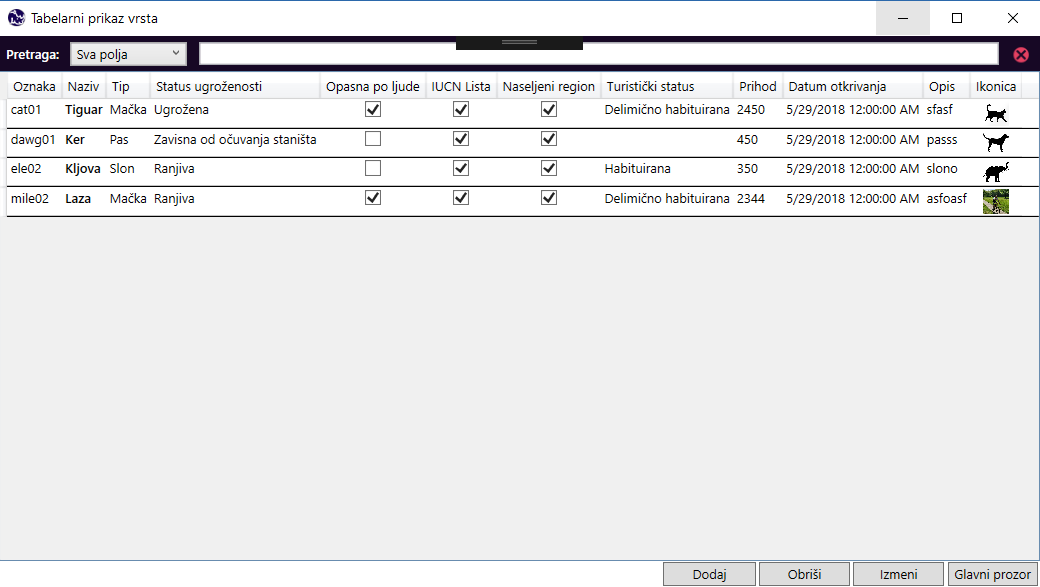 Tabelarni prikaz vrsta
Pretraga: Sva polja
Oznaka Naziv Tip Status ugroženosti Opasna po ljude IUCN Lista Naseljeni region Turistički status Prihod Datum otkrivanja Opis Ikonica
cat01 Tiguar Mačka Ugrožena Delimično habituirana 2450 5/29/2018 12:00:00 AM sfasf
dawg01 Ker Pas Zavisna od očuvanja staništa 450 5/29/2018 12:00:00 AM passs
ele02 Kljova Slon Ranjiva Habituirana 350 5/29/2018 12:00:00 AM slono
mile02 Laza Mačka Ranjiva Delimično habituirana 2344 5/29/2018 12:00:00 AM asfoasf
Dodaj Obriši Izmeni Glavni prozor